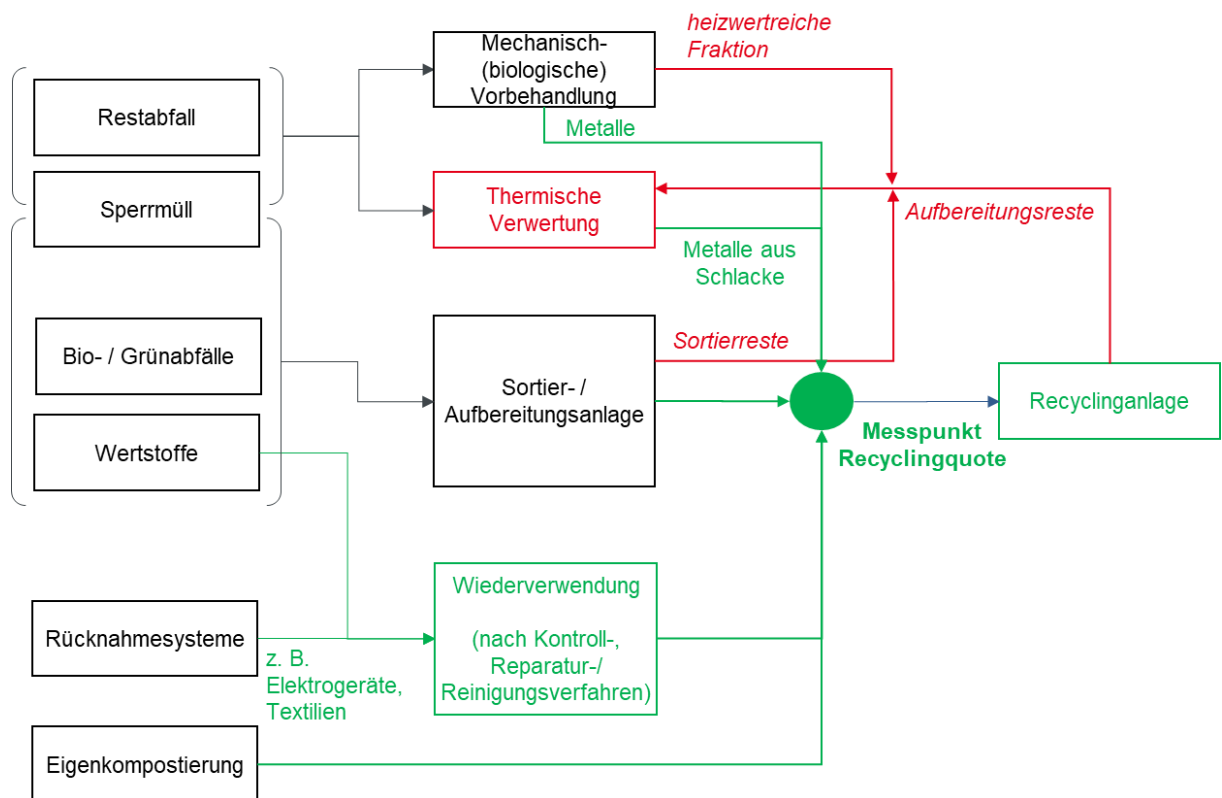 heizwertreiche
Fraktion
Mechanisch-
(biologische)
Vorbehandlung
Restabfall
Metalle
Sperrmüll
Thermische
Verwertung
Aufbereitungsreste
Metalle aus
Schlacke
Sortierreste
Bio- / Grünabfälle
Sortier- /
Aufbereitungsanlage
Recyclinganlage
Wertstoffe
Messpunkt
Recyclingquote
Wiederverwendung
(nach Kontroll-,
Reparatur-/
Reinigungsverfahren)
Rücknahmesysteme
z. B.
Elektrogeräte,
Textilien
Eigenkompostierung